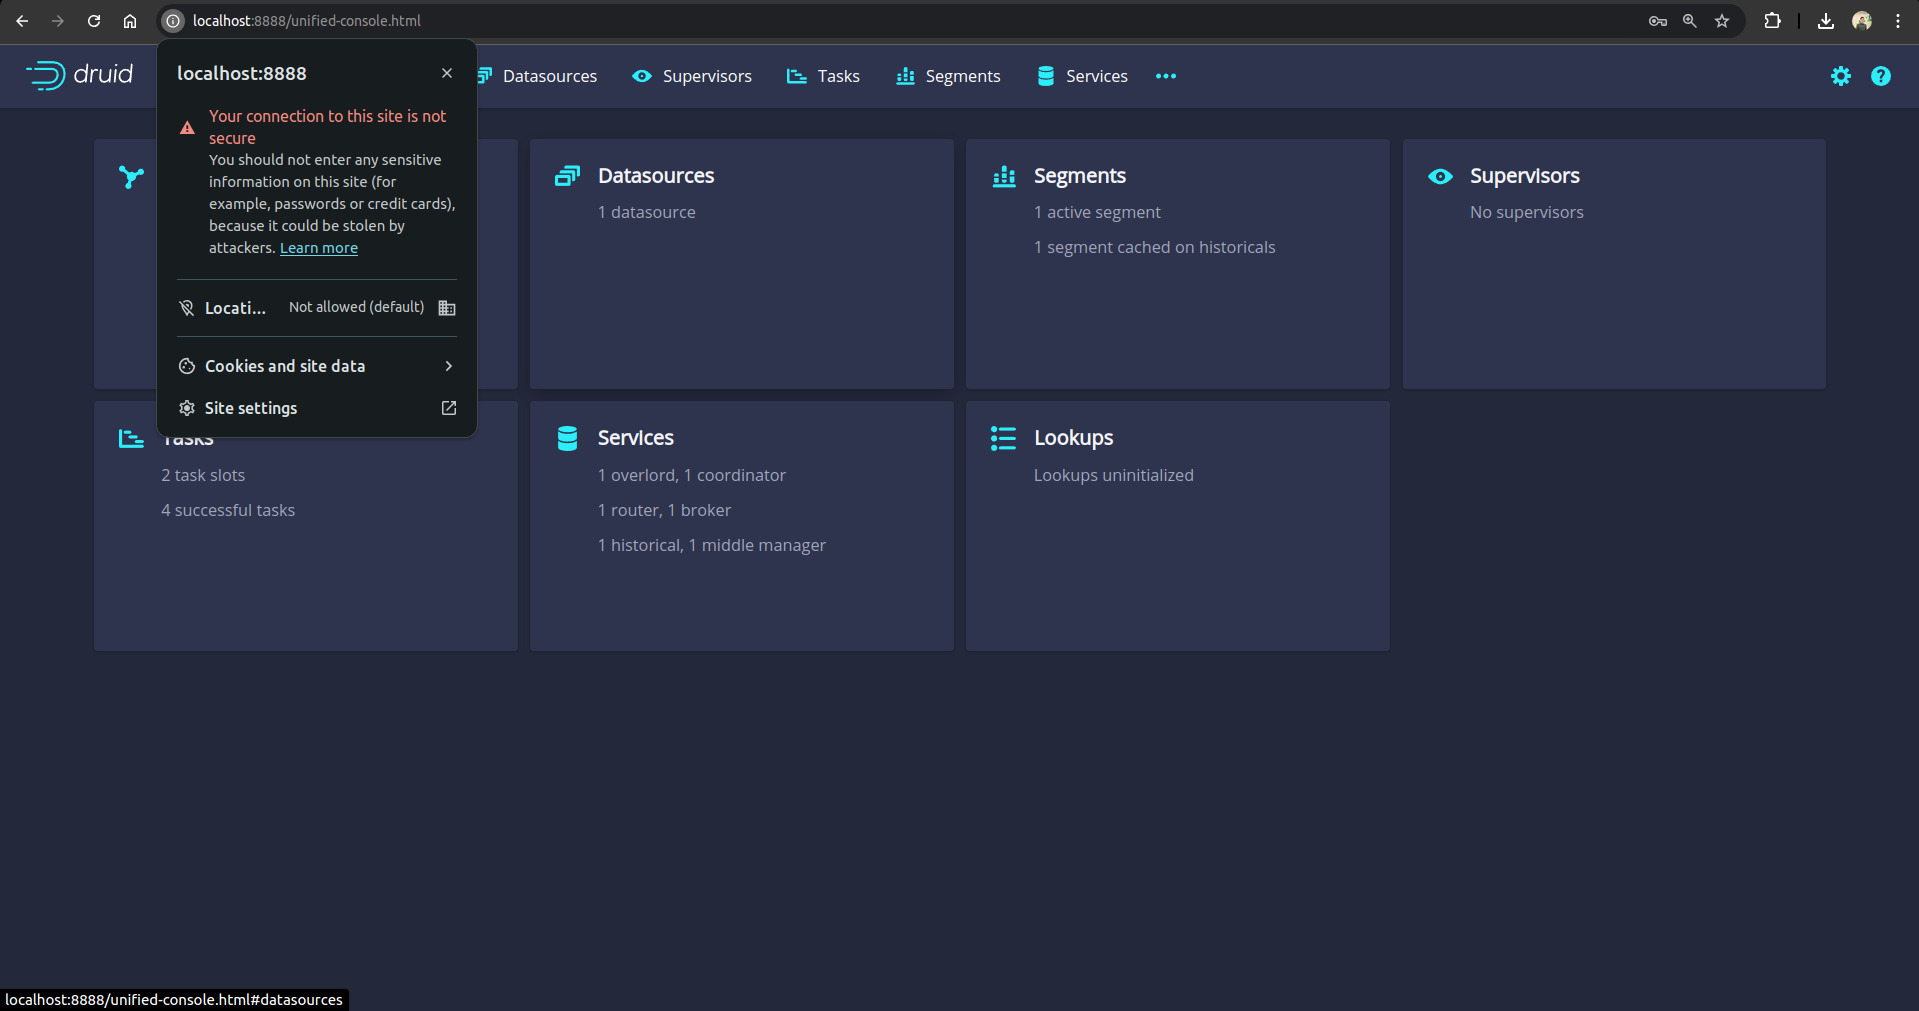 localhost:8888/unified-console.html
druid
Datasources
Supervisors
Tasks
Segments
Services
localhost:8888
Your connection to this site is not
secure
You should not enter any sensitive
information on this site (for
example, passwords or credit cards),
because it could be stolen by
attackers. Learn more
Locati... Not allowed (default)
Cookies and site data
Site settings
Datasources
1 datasource
Segments
1 active segment
1 segment cached on historicals
Supervisors
No supervisors
Tasks
2 task slots
4 successful tasks
Services
1 overlord, 1 coordinator
1 router, 1 broker
1 historical, 1 middle manager
Lookups
Lookups uninitialized
localhost:8888/unified-console.html#datasources